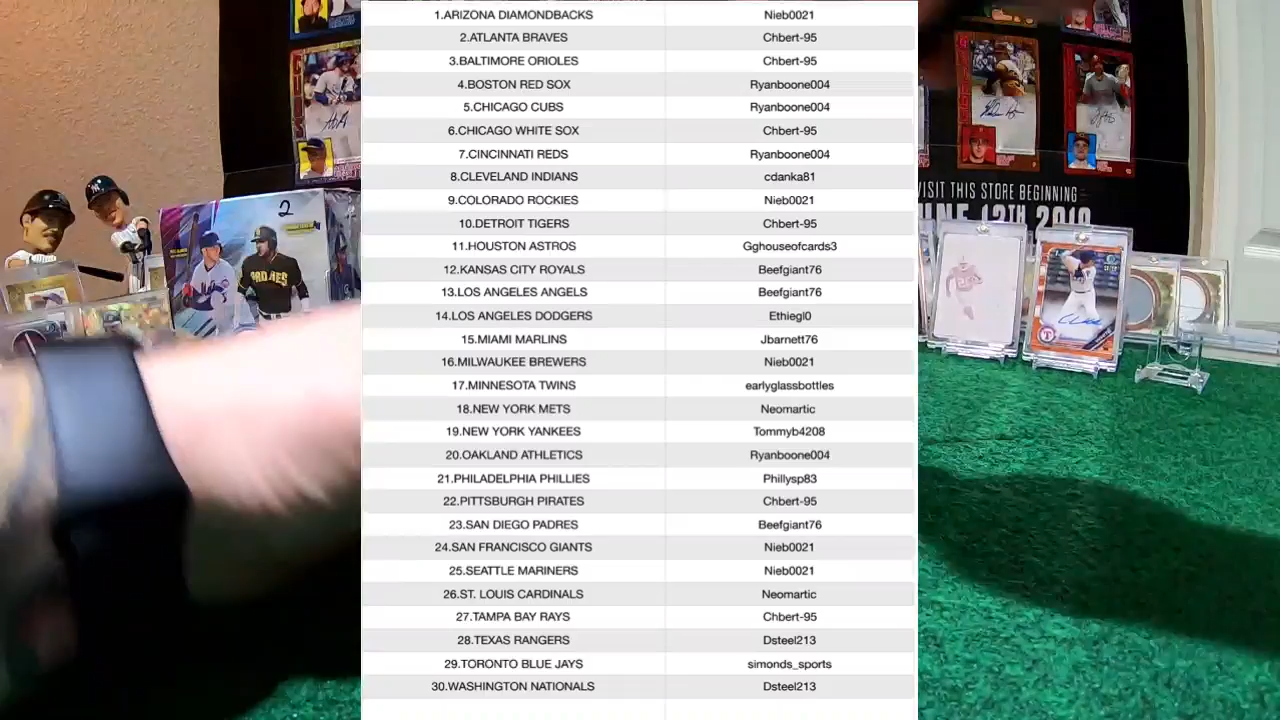 1.ARIZONA DIAMONDBACKS Nieb0021
2.ATLANTA BRAVES Chbert-95
3.BALTIMORE ORIOLES Chbert-95
4.BOSTON RED SOX Ryanboone004
5.CHICAGO CUBS Ryanboone004
6.CHICAGO WHITE SOX Chbert-95
7.CINCINNATI REDS Ryanboone004
8.CLEVELAND INDIANS cdanka81
9.COLORADO ROCKIES Nieb0021
10.DETROIT TIGERS Chbert-95
11.HOUSTON ASTROS Gghouseofcards3
12.KANSAS CITY ROYALS Beefgiant76
13.LOS ANGELES ANGELS Beefgiant76
14.LOS ANGELES DODGERS Ethiegl0
15.MIAMI MARLINS Jbarnett76
16.MILWAUKEE BREWERS Nieb0021
17.MINNESOTA TWINS earlyglassbottles
18.NEW YORK METS Neomartic
19.NEW YORK YANKEES Tommyb4208
20.OAKLAND ATHLETICS Ryanboone004
21.PHILADELPHIA PHILLIES Phillysp83
22.PITTSBURGH PIRATES Chbert-95
23.SAN DIEGO PADRES Beefgiant76
24.SAN FRANCISCO GIANTS Nieb0021
25.SEATTLE MARINERS Nieb0021
26.ST. LOUIS CARDINALS Neomartic
27.TAMPA BAY RAYS Chbert-95
28.TEXAS RANGERS Dsteel213
29.TORONTO BLUE JAYS simonds_sports
30.WASHINGTON NATIONALS Dsteel213
2
PADRES
VISIT THIS STORE BEGINNING
JUNE 13TH 2019